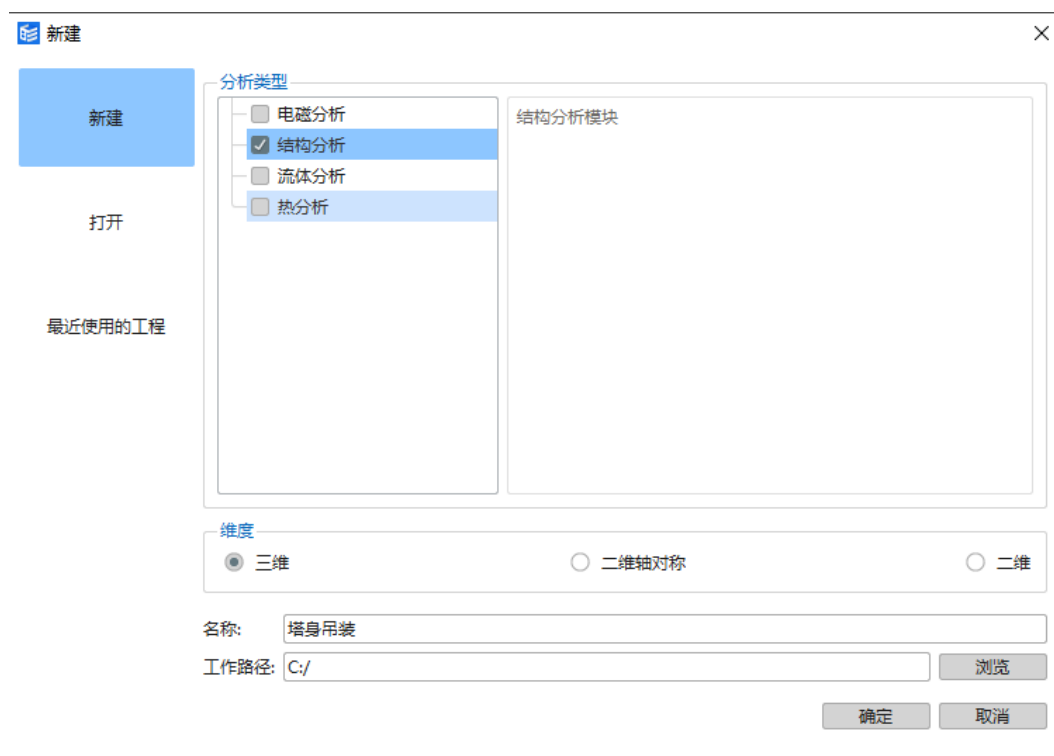 新建
新建
打开
最近使用的工程
分析类型
电磁分析
结构分析
流体分析
热分析
结构分析模块
维度
三维 二维轴对称 二维
名称: 塔身吊装
工作路径: C:/ 浏览
确定 取消